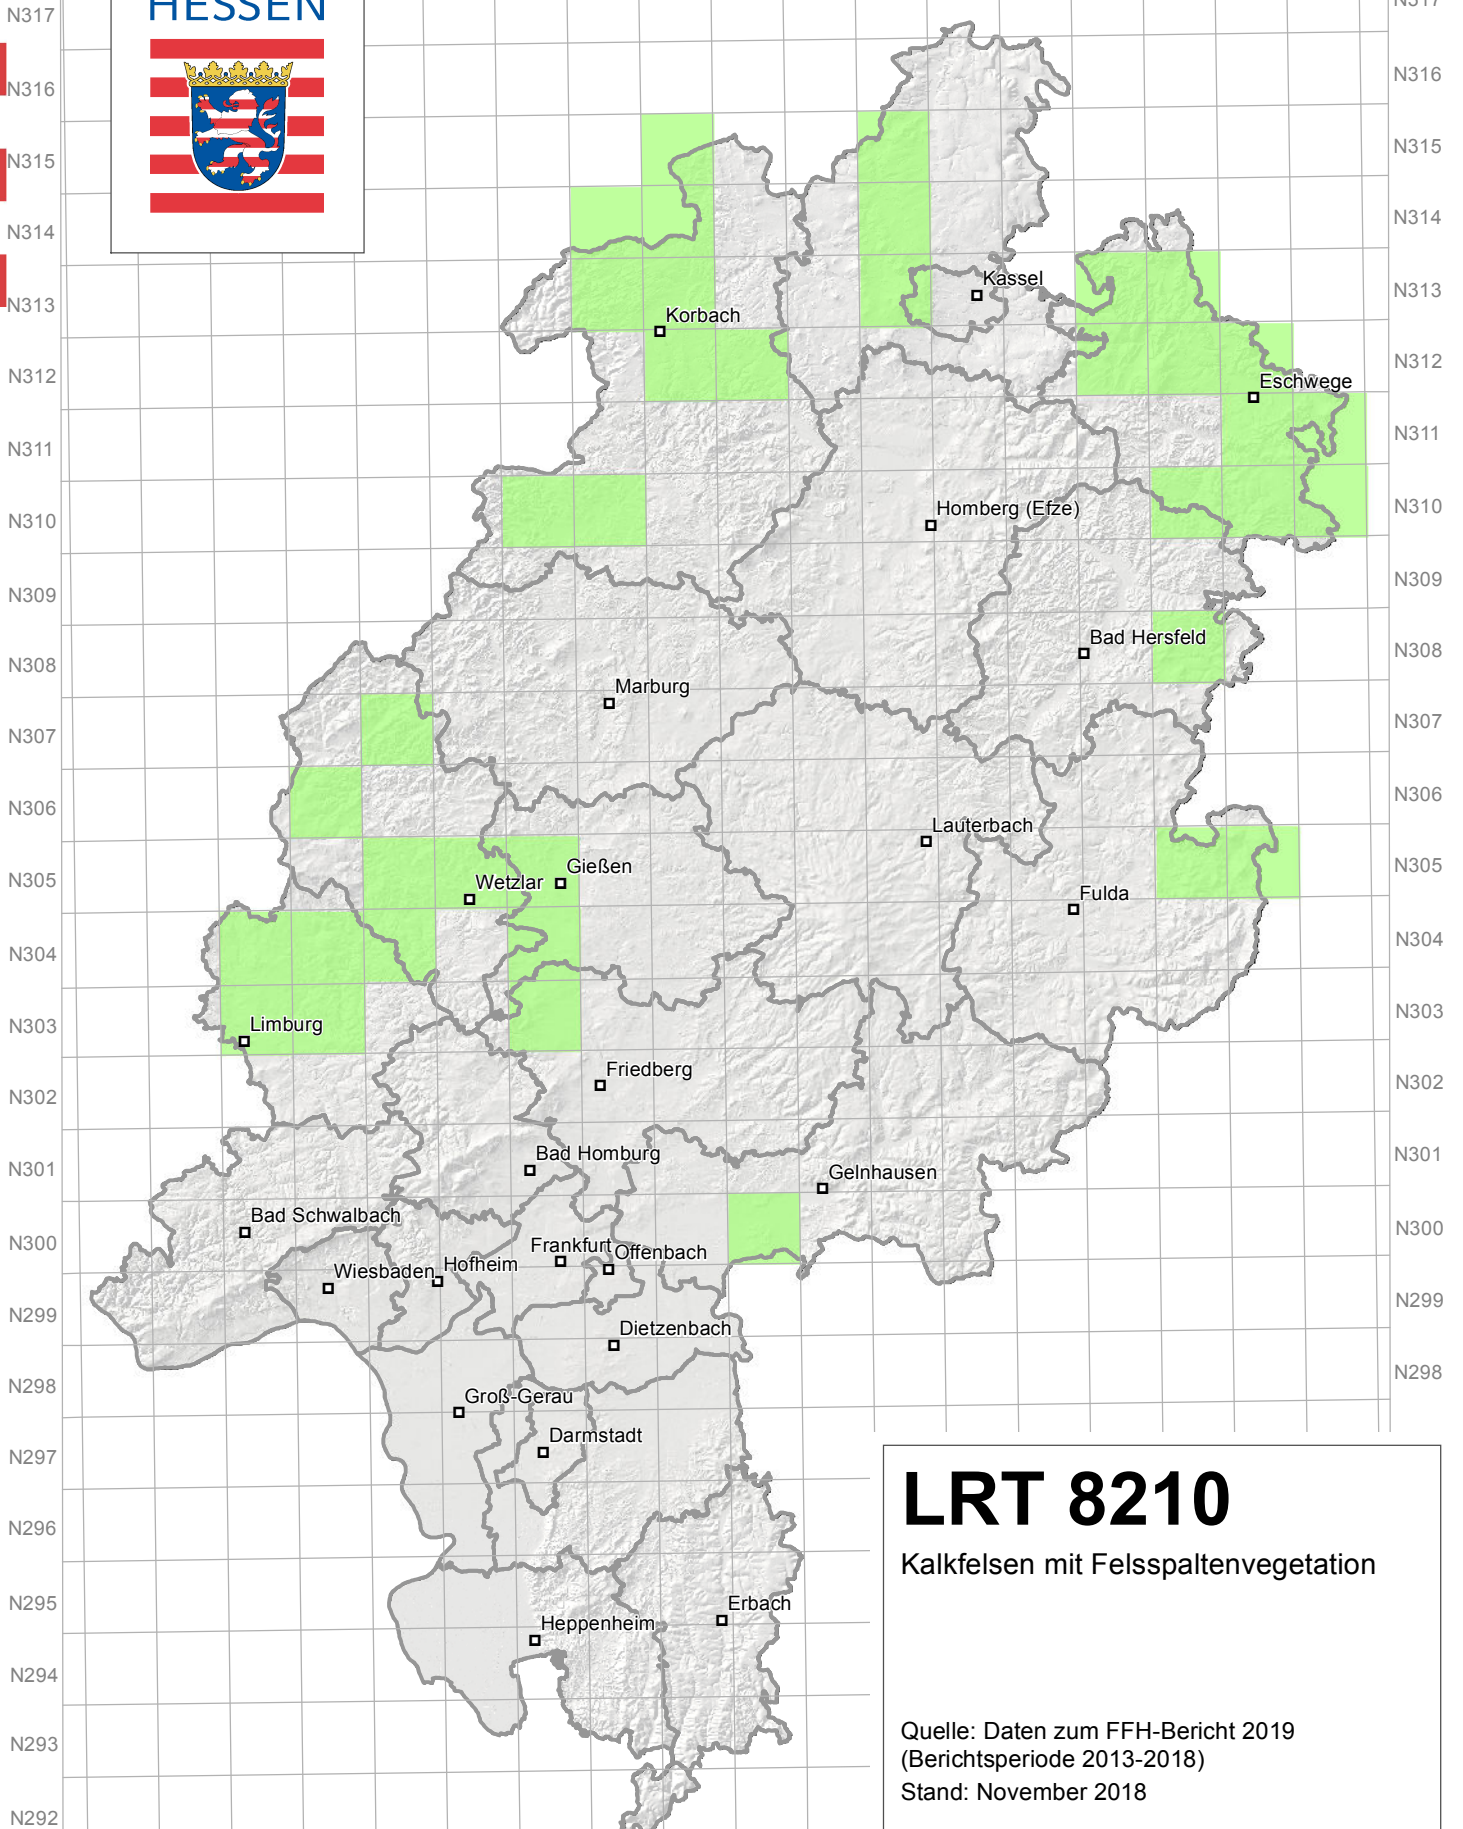 HESSEN
N317
N316
N315
N314
N313
N312
N311
N310
N309
N308
N307
N306
N305
N304
N303
N302
N301
N300
N299
N298
N297
N296
N295
N294
N293
N292
N317
N316
N315
N314
N313
N312
N311
N310
N309
N308
N307
N306
N305
N304
N303
N302
N301
N300
N299
N298
Kassel
Korbach
Eschwege
Homberg (Efze)
Bad Hersfeld
Marburg
Lauterbach
Gießen
Wetzlar
Fulda
Limburg
Friedberg
Bad Homburg
Gelnhausen
Bad Schwalbach
Frankfurt
Offenbach
Hofheim
Wiesbaden
Dietzenbach
Groß-Gerau
Darmstadt
Erbach
Heppenheim
LRT 8210
Kalkfelsen mit Felsspaltenvegetation
Quelle: Daten zum FFH-Bericht 2019
(Berichtsperiode 2013-2018)
Stand: November 2018